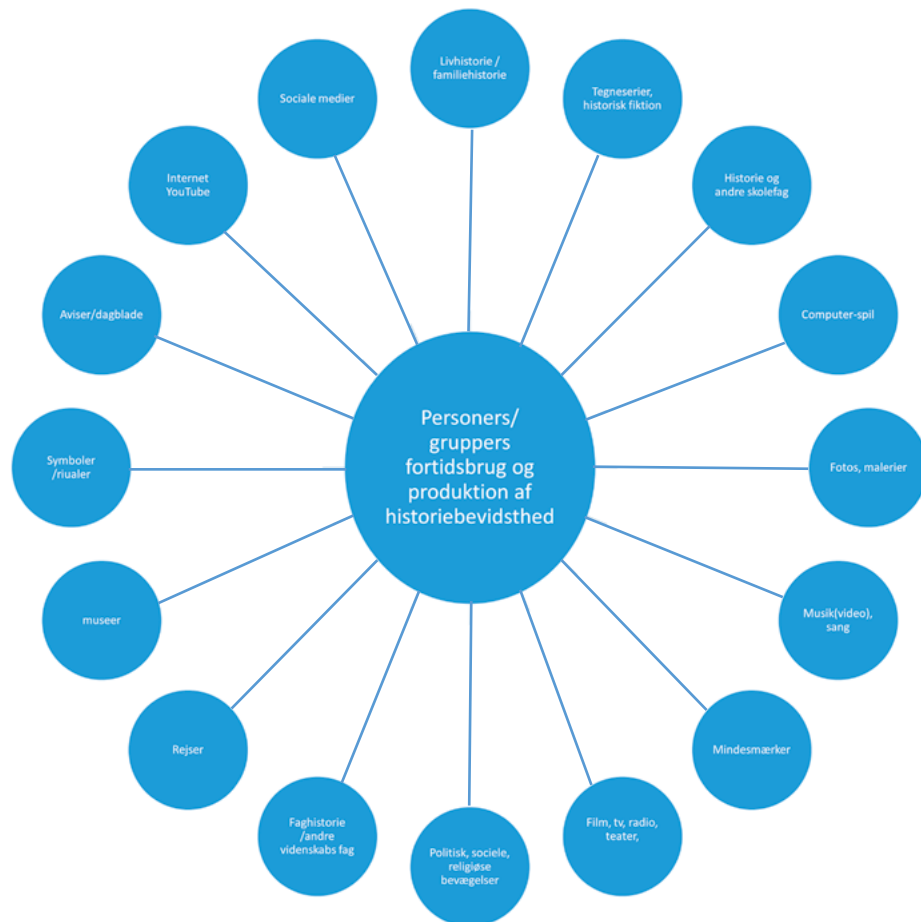 Livhistorie /
familiehistorie
Tegneserier,
historisk fiktion
Historie og
andre skolefag
Computer-spil
Fotos, malerier
Musik(video),
sang
Mindesmærker
Film, tv, radio,
teater,
Politisk, sociele,
religiøse
bevægelser
Faghistorie
/andre
videnskabs fag
Rejser
museer
Symboler
/riualer
Aviser/dagblade
Internet
YouTube
Sociale medier
Personers/
gruppers
fortidsbrug og
produktion af
historiebevidsthed